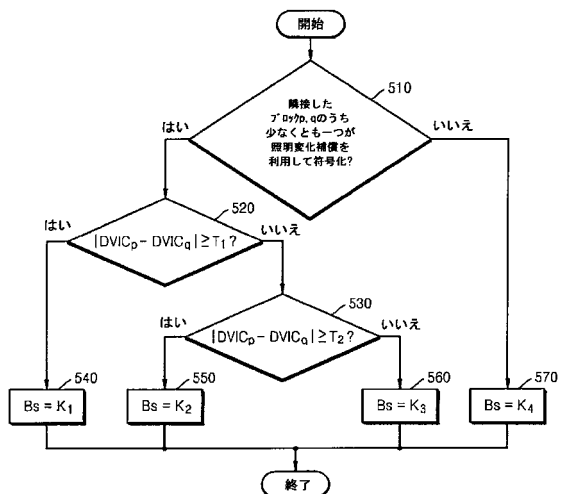 開始
510
隣接した
ブロックp, qのうち
少なくとも一つが
照明変化補償を
利用して符号化?
はい
いいえ
520
はい
|DVICp − DVICq| ≥ T1 ?
いいえ
530
はい
|DVICp − DVICq| ≥ T2 ?
いいえ
540
Bs = K1
550
Bs = K2
560
Bs = K3
570
Bs = K4
終了